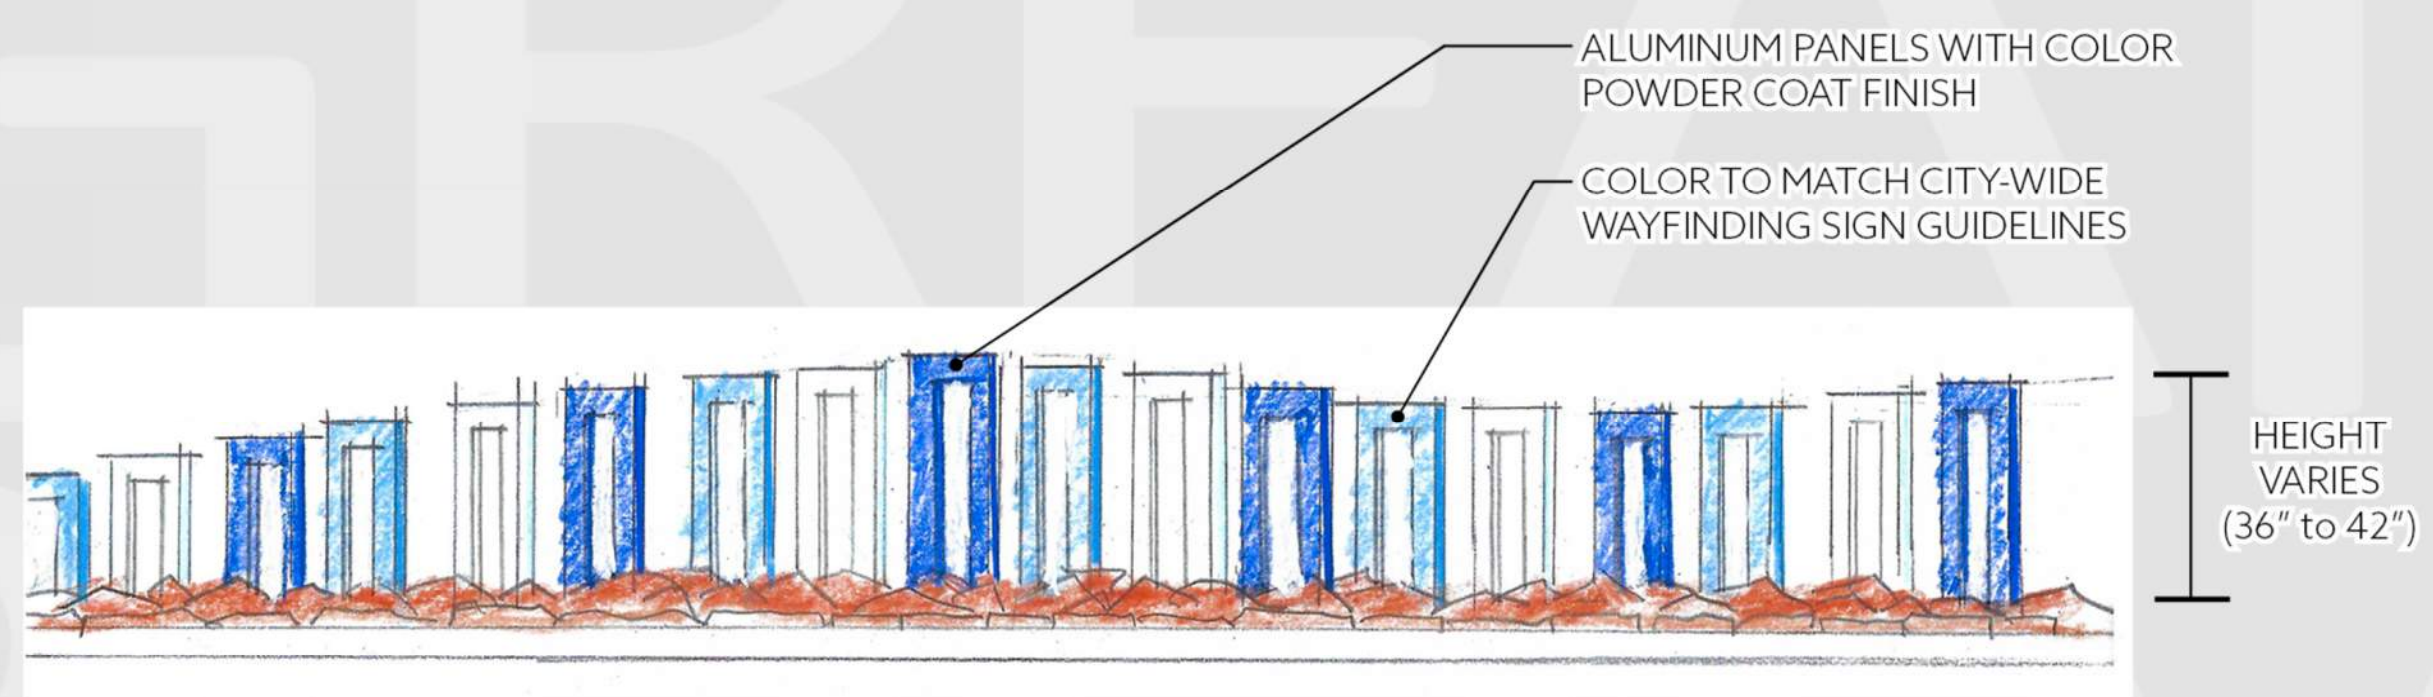 ALUMINUM PANELS WITH COLOR
POWDER COAT FINISH
COLOR TO MATCH CITY-WIDE
WAYFINDING SIGN GUIDELINES
HEIGHT
VARIES
(36" to 42")